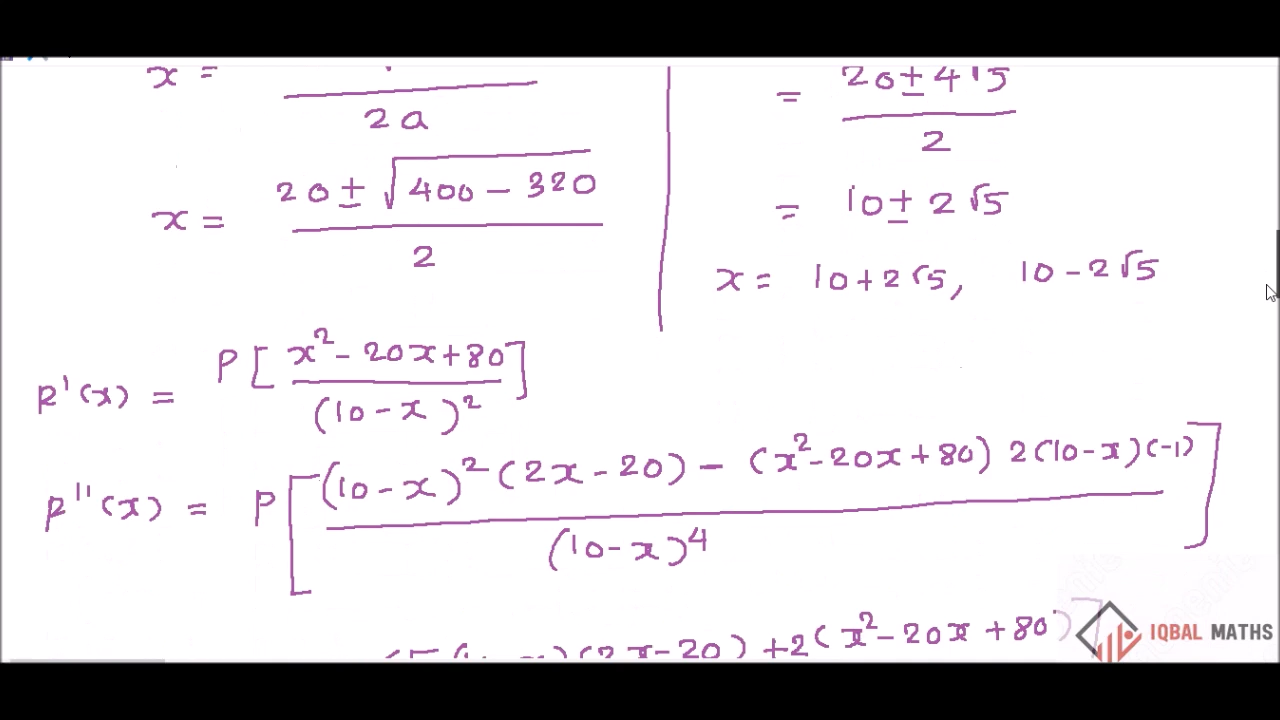 x =
2a
x = 20 ± √400 - 320 / 2
= 20 ± 4√5 / 2
= 10 ± 2√5
x = 10 + 2√5, 10 - 2√5
R'(x) = P [ x² - 20x + 80 / (10 - x)² ]
R''(x) = P [ (10 - x)² (2x - 20) - (x² - 20x + 80) 2(10 - x)(-1) / (10 - x)⁴ ]
(2x - 20) + 2(x² - 20x + 80)
IQBAL MATHS